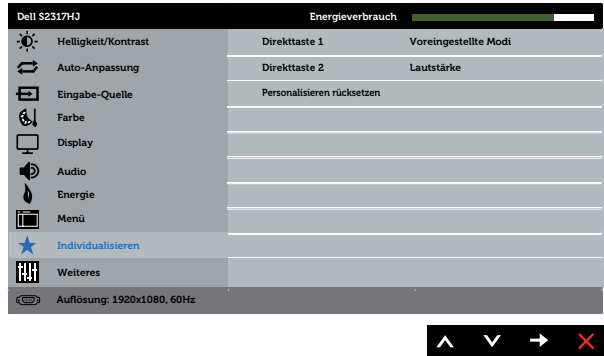 Dell S2317HJ Energieverbrauch
Helligkeit/Kontrast Direkttaste 1 Voreingestellte Modi
Auto-Anpassung Direkttaste 2 Lautstärke
Eingabe-Quelle Personalisieren rücksetzen
Farbe
Display
Audio
Energie
Menü
Individualisieren
Weiteres
Auflösung: 1920x1080, 60Hz